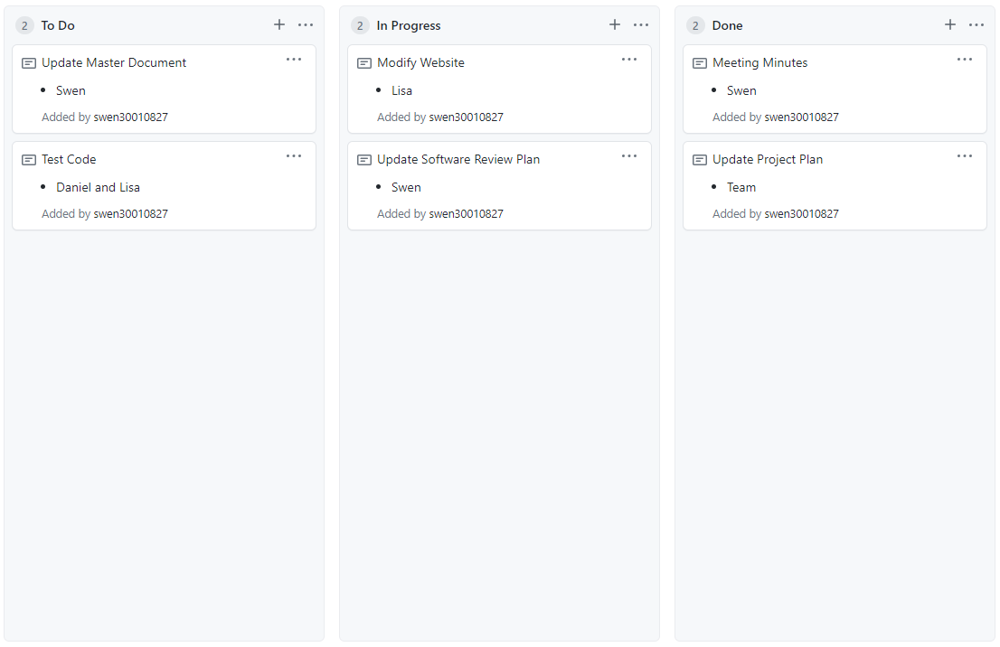 2 To Do
Update Master Document
Swen
Added by swen30010827
Test Code
Daniel and Lisa
Added by swen30010827
2 In Progress
Modify Website
Lisa
Added by swen30010827
Update Software Review Plan
Swen
Added by swen30010827
2 Done
Meeting Minutes
Swen
Added by swen30010827
Update Project Plan
Team
Added by swen30010827